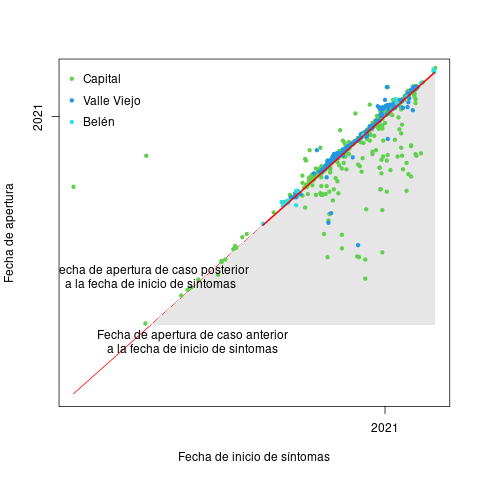 Capital
Valle Viejo
Belén
2021
Fecha de apertura
echa de apertura de caso posterior
a la fecha de inicio de síntomas
Fecha de apertura de caso anterior
a la fecha de inicio de sintomas
2021
Fecha de inicio de síntomas